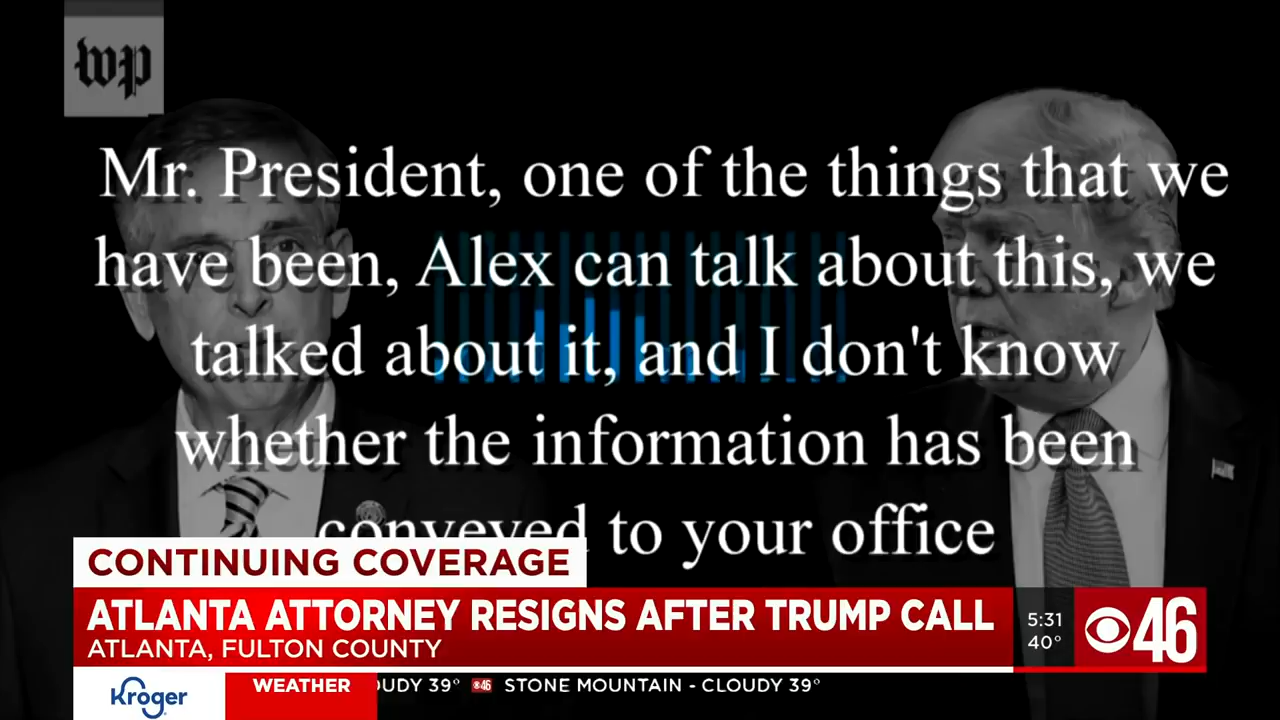 wp
Mr. President, one of the things that we
have been, Alex can talk about this, we
talked about it, and I don't know
whether the information has been
conveyed to your office
CONTINUING COVERAGE
ATLANTA ATTORNEY RESIGNS AFTER TRUMP CALL
ATLANTA, FULTON COUNTY
5:31
40°
46
Kroger
WEATHER
OUDY 39° 46 STONE MOUNTAIN - CLOUDY 39°